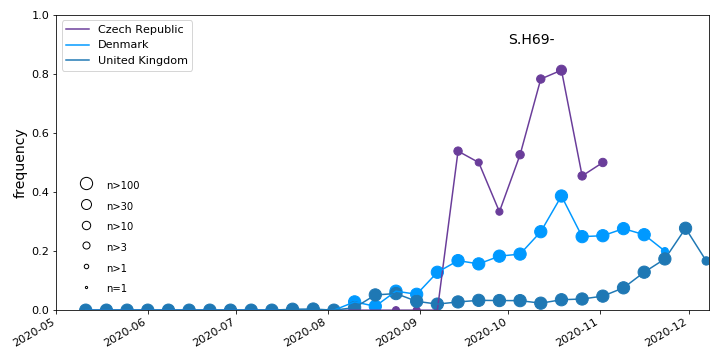 Czech Republic
Denmark
United Kingdom
S.H69-
frequency
1.0
0.8
0.6
0.4
0.2
0.0
n>100
n>30
n>10
n>3
n>1
n=1
2020-05
2020-06
2020-07
2020-08
2020-09
2020-10
2020-11
2020-12